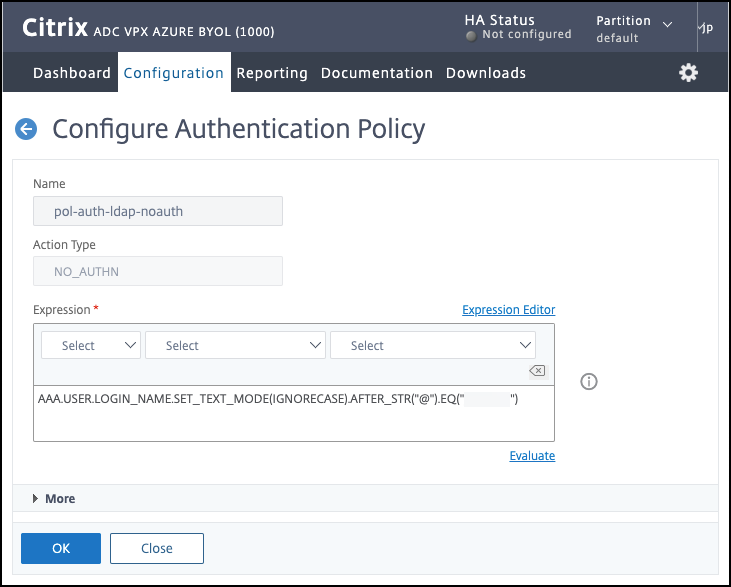 Citrix ADC VPX AZURE BYOL (1000)
HA Status
Not configured
Partition
default
jp
Dashboard Configuration Reporting Documentation Downloads
Configure Authentication Policy
Name
pol-auth-ldap-noauth
Action Type
NO_AUTHN
Expression *
Expression Editor
Select Select Select
AAA.USER.LOGIN_NAME.SET_TEXT_MODE(IGNORECASE).AFTER_STR("@").EQ(" ")
Evaluate
More
OK Close